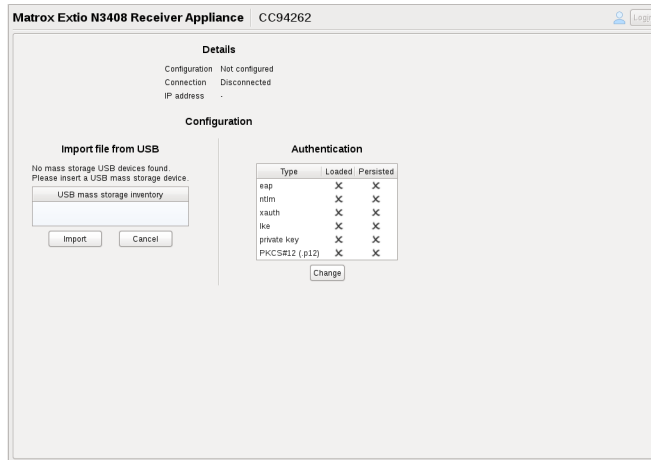 Matrox Extio N3408 Receiver Appliance CC94262
Details
Configuration Not configured
Connection Disconnected
IP address -
Configuration
Import file from USB
No mass storage USB devices found.
Please insert a USB mass storage device.
USB mass storage inventory
Import Cancel
Authentication
Type Loaded Persisted
eap
ntlm
xauth
Ike
private key
PKCS#12 (.p12)
Change